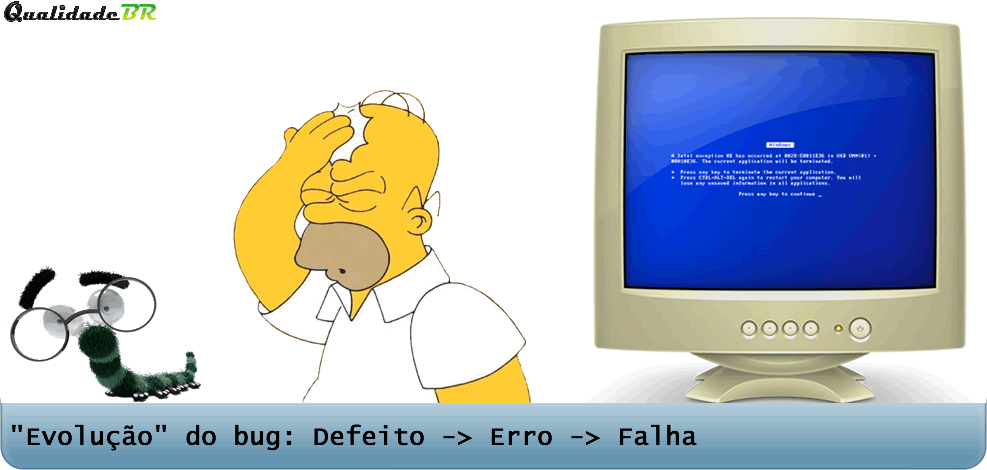 QualidadeBR
Windows
A fatal exception 0E has occurred at 0028:C0011E36 in UXD VMM(01) +
00010E36. The current application will be terminated.
* Press any key to terminate the current application.
* Press CTRL+ALT+DEL again to restart your computer. You will
lose any unsaved information in all applications.
Press any key to continue _
"Evolução" do bug: Defeito -> Erro -> Falha